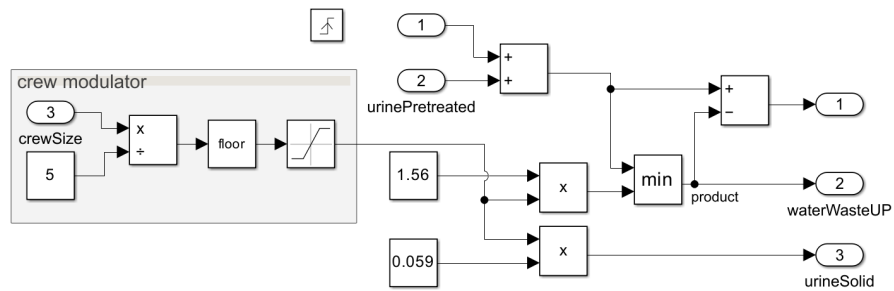 1
+
+
2
urinePretreated
crew modulator
3
crewSize
x
÷
5
floor
1.56
x
min
product
+
−
1
2
waterWasteUP
0.059
x
3
urineSolid